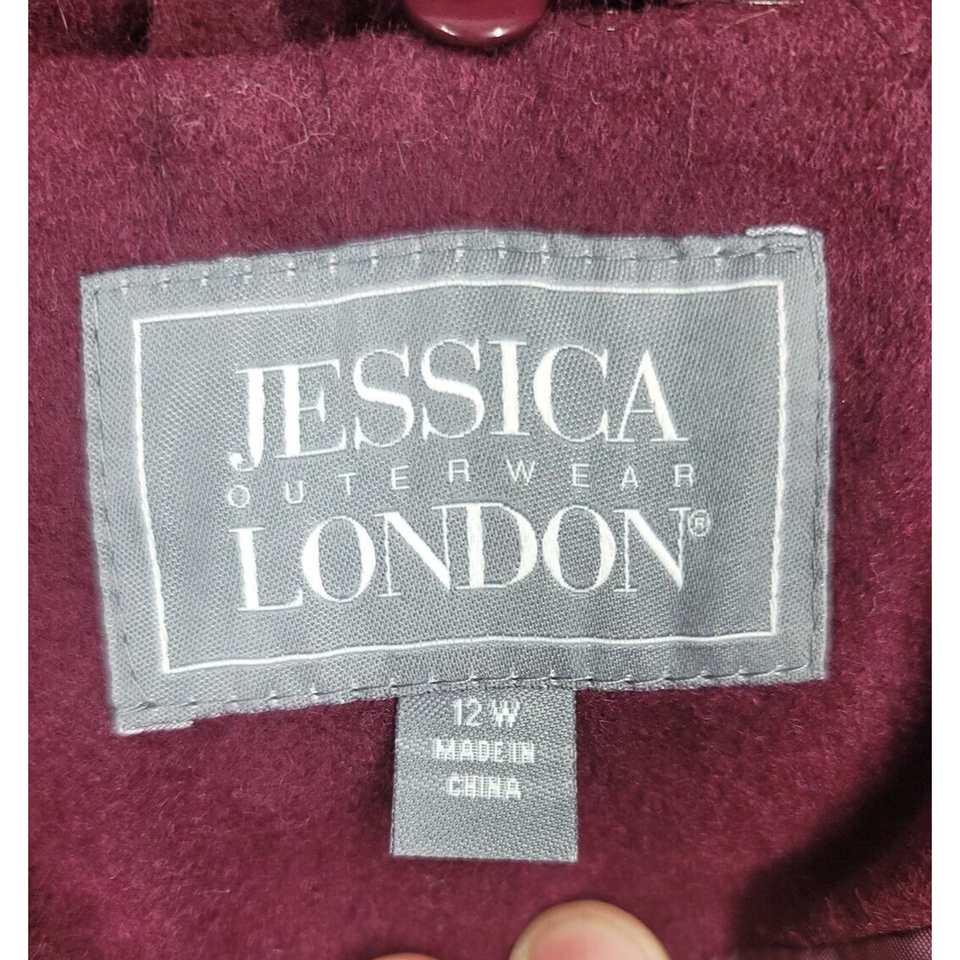 JESSICA
OUTERWEAR
LONDON®
12 W
MADE IN
CHINA